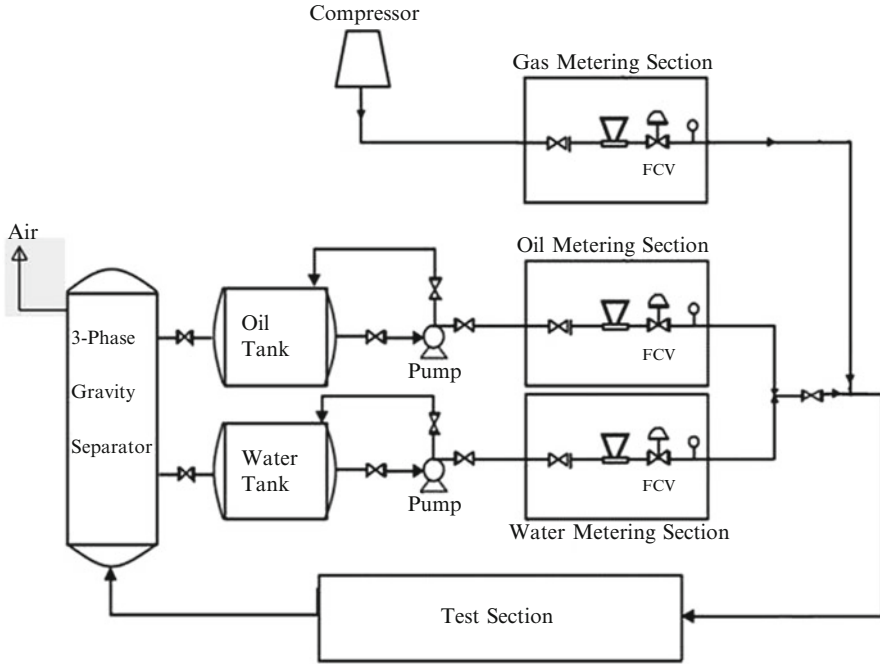 Compressor
Gas Metering Section
FCV
Air
Oil Metering Section
3-Phase
Gravity
Separator
Oil
Tank
Pump
FCV
Water
Tank
Pump
FCV
Water Metering Section
Test Section